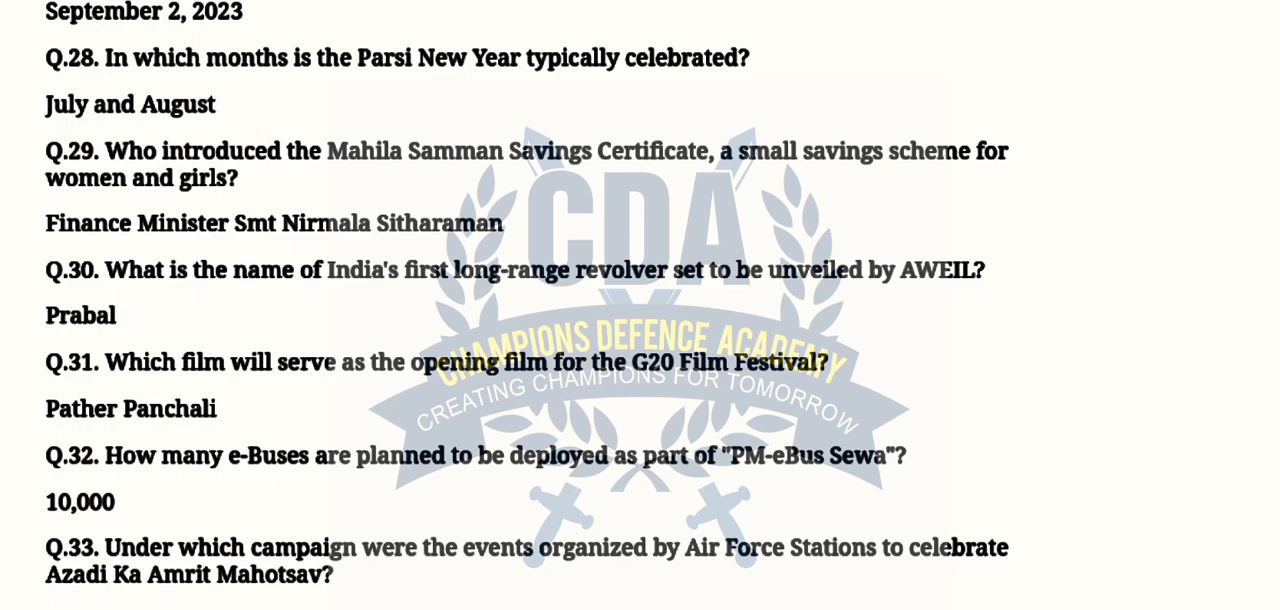 September 2, 2023
Q.28. In which months is the Parsi New Year typically celebrated?
July and August
Q.29. Who introduced the Mahila Samman Savings Certificate, a small savings scheme for
women and girls?
Finance Minister Smt Nirmala Sitharaman
Q.30. What is the name of India's first long-range revolver set to be unveiled by AWEIL?
Prabal
Q.31. Which film will serve as the opening film for the G20 Film Festival?
Pather Panchali
Q.32. How many e-Buses are planned to be deployed as part of "PM-eBus Sewa"?
10,000
Q.33. Under which campaign were the events organized by Air Force Stations to celebrate
Azadi Ka Amrit Mahotsav?
CDA
CHAMPIONS DEFENCE ACADEMY
CREATING CHAMPIONS FOR TOMORROW